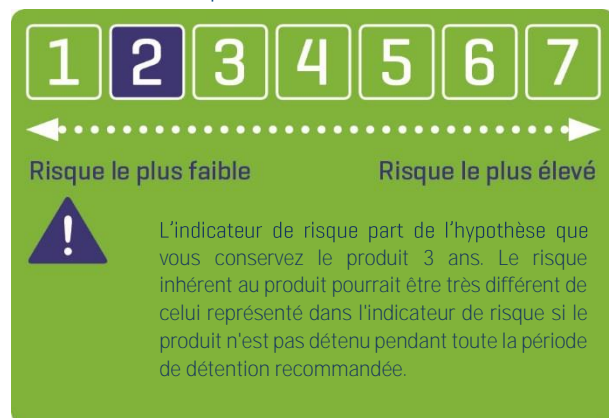 1 2 3 4 5 6 7
Risque le plus faible Risque le plus élevé
!
L'indicateur de risque part de l'hypothèse que
vous conservez le produit 3 ans. Le risque
inhérent au produit pourrait être très différent de
celui représenté dans l'indicateur de risque si le
produit n'est pas détenu pendant toute la période
de détention recommandée.